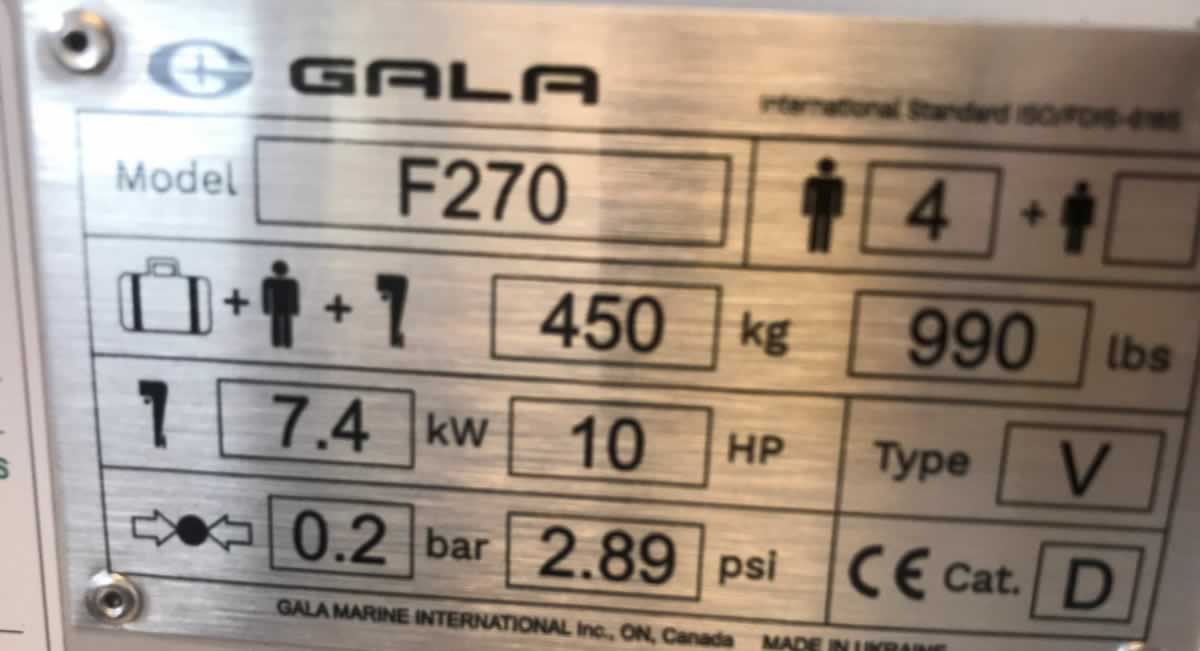 GALA
International Standard ISO/FDIS-6185
Model F270 4 +
+ + 450 kg 990 lbs
7.4 kW 10 HP Type V
0.2 bar 2.89 psi CE Cat. D
GALA MARINE INTERNATIONAL Inc., ON, Canada MADE IN UKRAINE